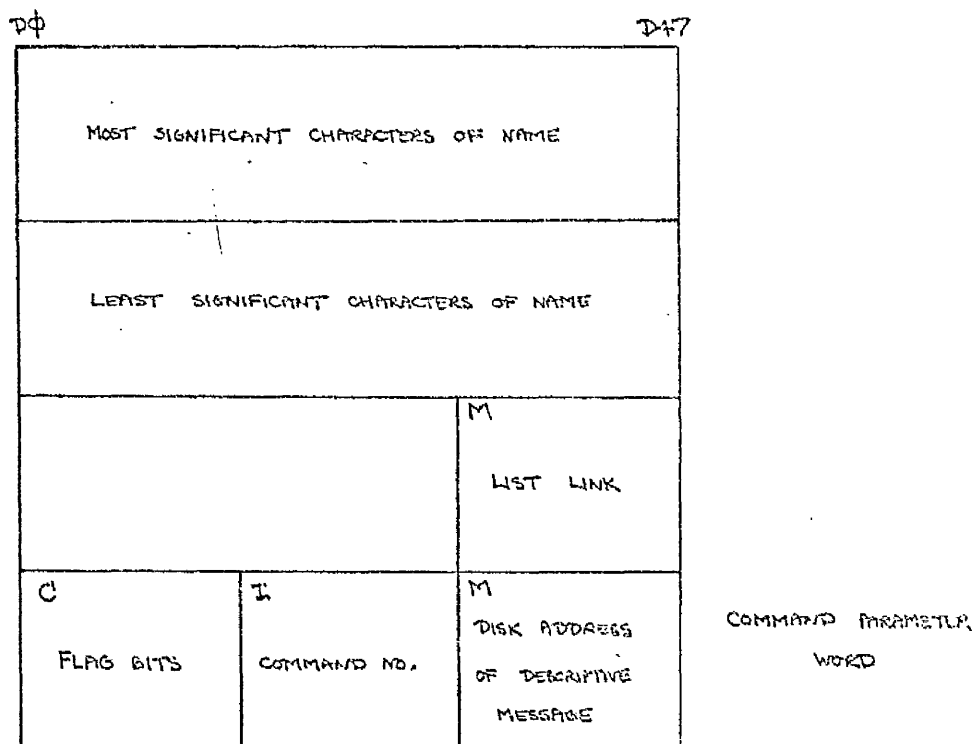 DØ D47
MOST SIGNIFICANT CHARACTERS OF NAME
LEAST SIGNIFICANT CHARACTERS OF NAME
M
LIST LINK
C
FLAG BITS
I
COMMAND NO.
M
DISK ADDRESS
OF DESCRIPTIVE
MESSAGE
COMMAND PARAMETER
WORD